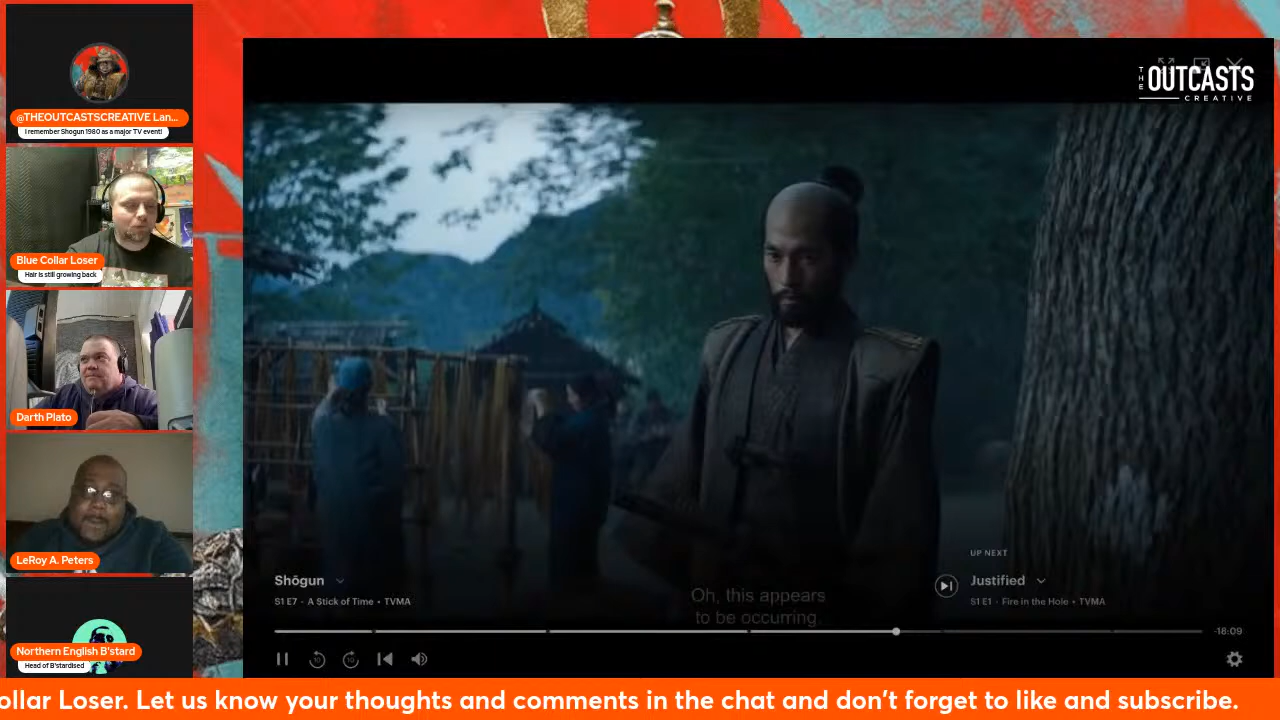 @THEOUTCASTSCREATIVE Lan...
I remember Shogun 1980 as a major TV event!
Blue Collar Loser
Hair is still growing back
Darth Plato
LeRoy A. Peters
Northern English B'stard
Head of B'stardised
THE OUTCASTS
CREATIVE
UP NEXT
Shōgun
S1 E7 · A Stick of Time • TVMA
Justified
S1 E1 · Fire in the Hole • TVMA
Oh, this appears
to be occurring.
-18:09
10
10
ollar Loser. Let us know your thoughts and comments in the chat and don't forget to like and subscribe.